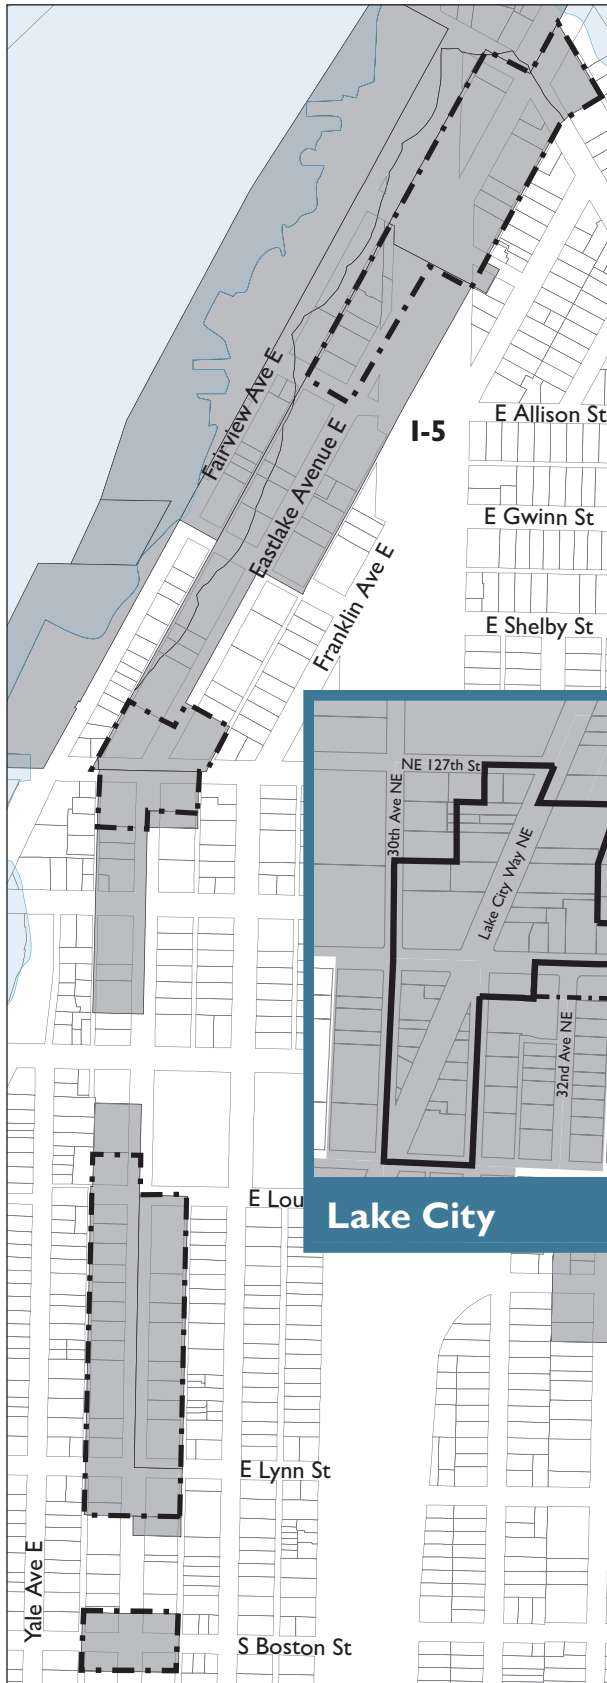 Fairview Ave E
Eastlake Avenue E
I-5
E Allison St
E Gwinn St
Franklin Ave E
E Shelby St
NE 127th St
30th Ave NE
Lake City Way NE
32nd Ave NE
Lake City
E Lou
E Lynn St
Yale Ave E
S Boston St